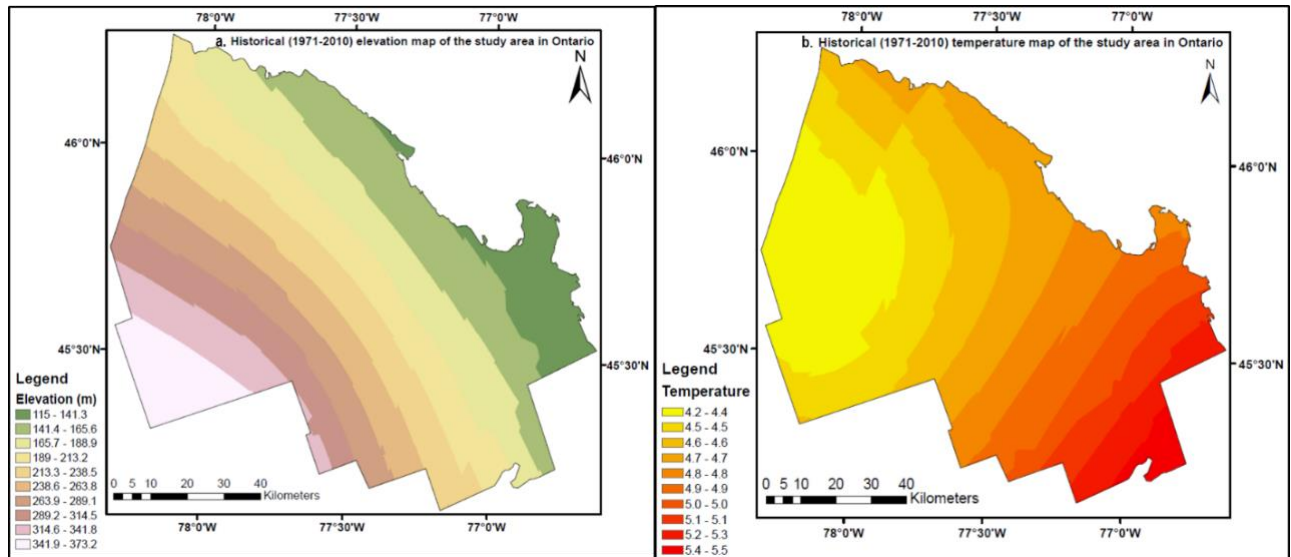 78°0'W 77°30'W 77°0'W
a. Historical (1971-2010) elevation map of the study area in Ontario
N
46°0'N
46°0'N
45°30'N
45°30'N
Legend
Elevation (m)
115 - 141.3
141.4 - 165.6
165.7 - 188.9
189 - 213.2
213.3 - 238.5
238.6 - 263.8
263.9 - 289.1
289.2 - 314.5
314.6 - 341.8
341.9 - 373.2
0 5 10 20 30 40
Kilometers
78°0'W 77°30'W 77°0'W
78°0'W 77°30'W 77°0'W
b. Historical (1971-2010) temperature map of the study area in Ontario
N
46°0'N
46°0'N
45°30'N
45°30'N
Legend
Temperature
4.2 - 4.4
4.5 - 4.5
4.6 - 4.6
4.7 - 4.7
4.8 - 4.8
4.9 - 4.9
5.0 - 5.0
5.1 - 5.1
5.2 - 5.3
5.4 - 5.5
0 5 10 20 30 40
Kilometers
78°0'W 77°30'W 77°0'W